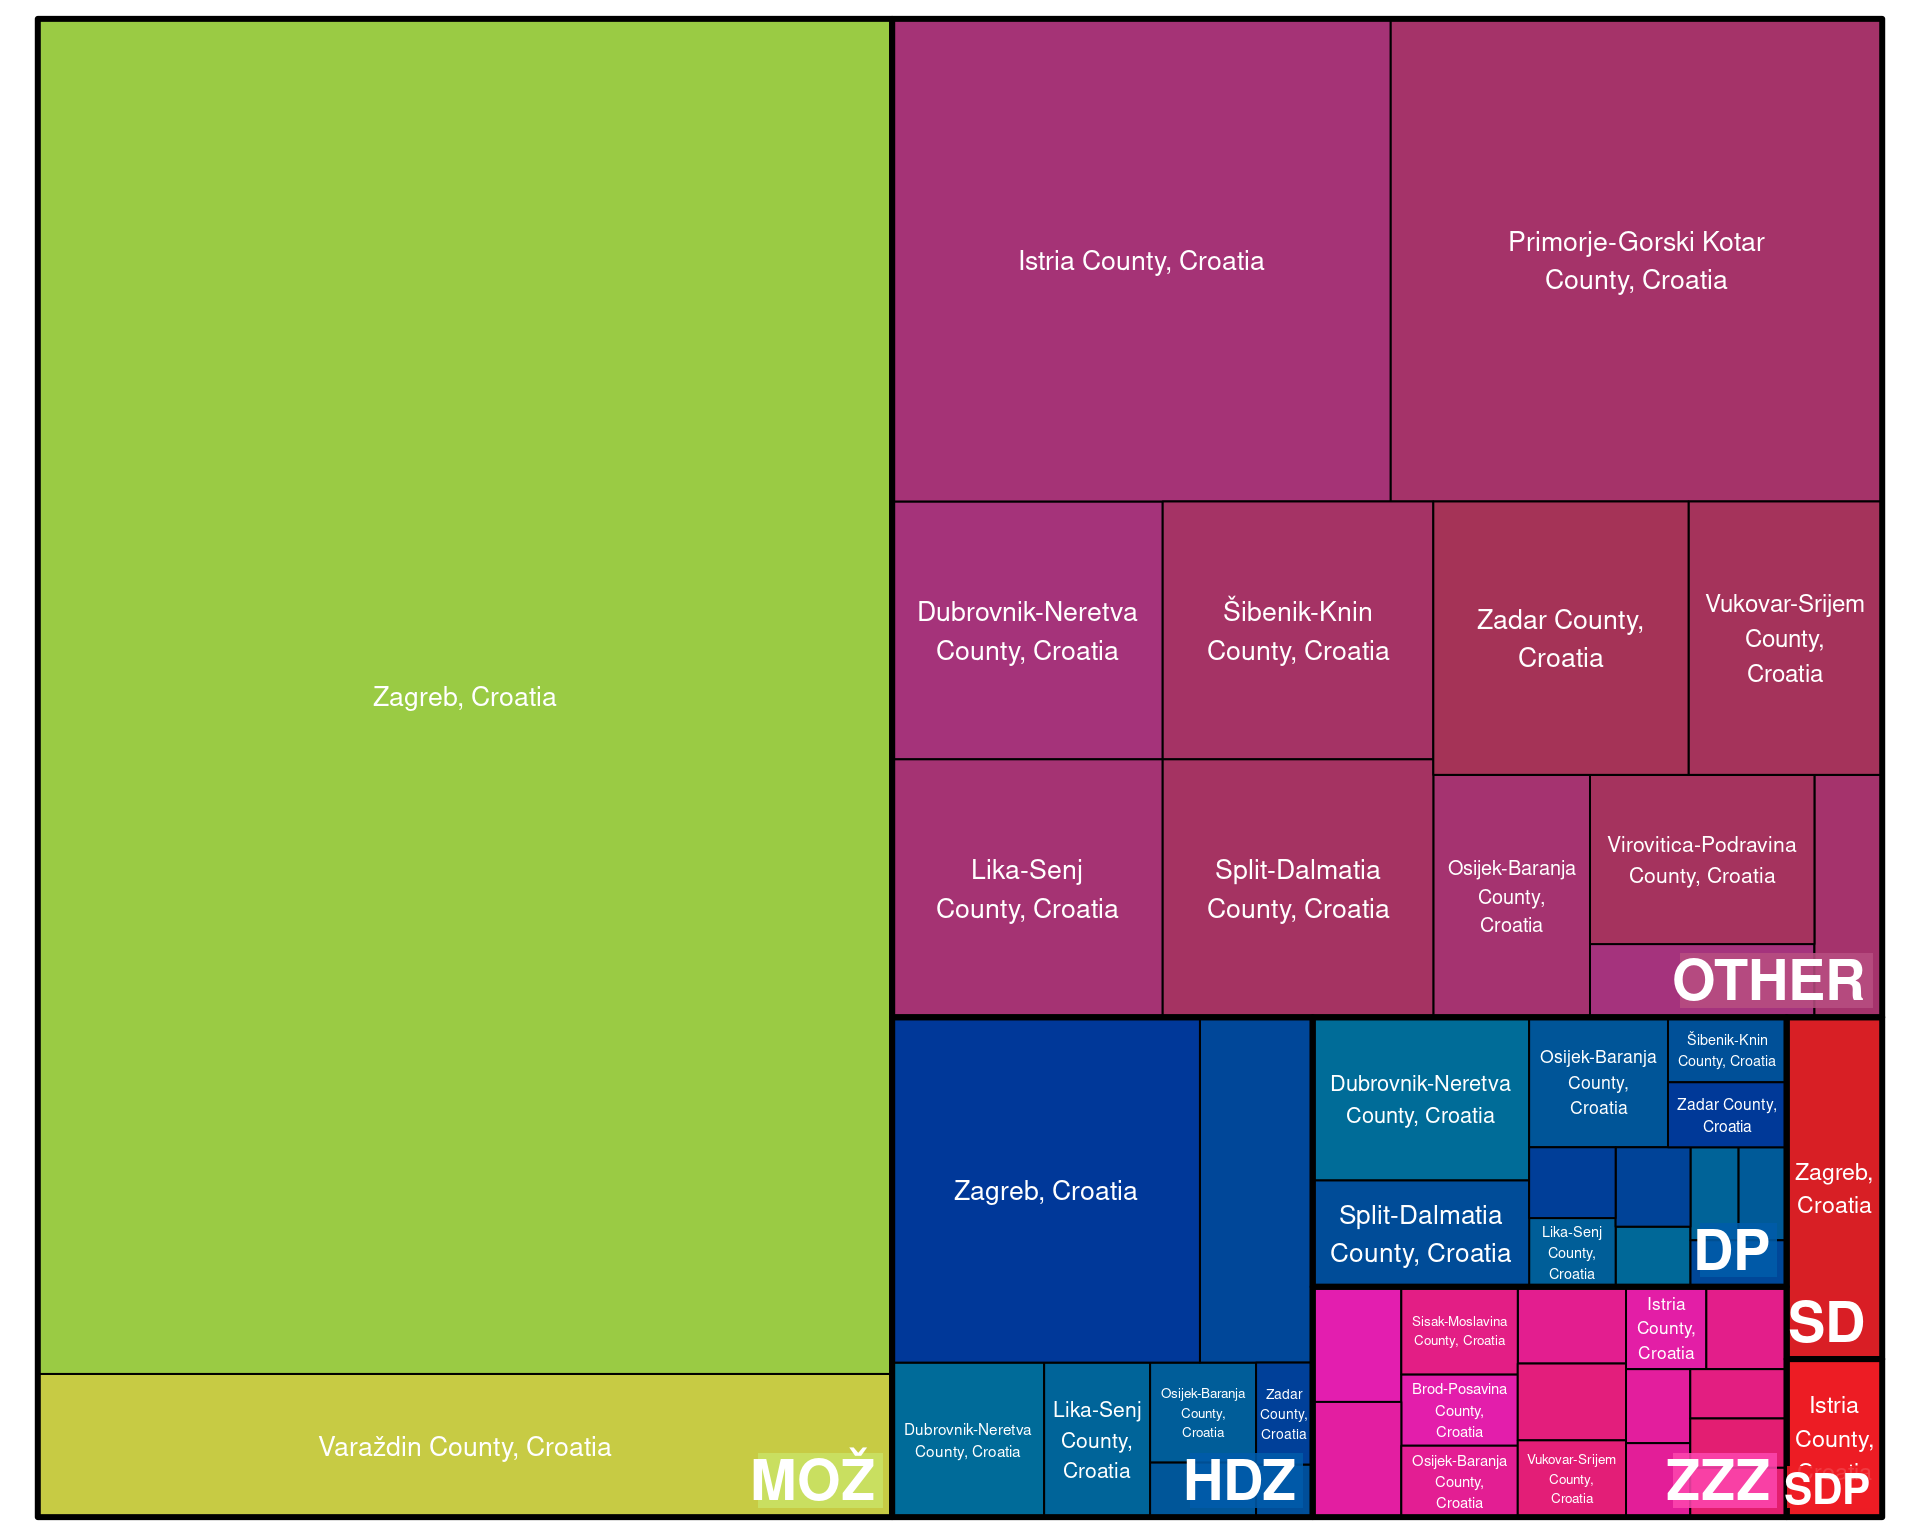 Zagreb, Croatia
Varaždin County, Croatia
MOŽ
Istria County, Croatia
Primorje-Gorski Kotar
County, Croatia
Dubrovnik-Neretva
County, Croatia
Šibenik-Knin
County, Croatia
Zadar County,
Croatia
Vukovar-Srijem
County,
Croatia
Lika-Senj
County, Croatia
Split-Dalmatia
County, Croatia
Osijek-Baranja
County,
Croatia
Virovitica-Podravina
County, Croatia
OTHER
Zagreb, Croatia
Dubrovnik-Neretva
County, Croatia
Lika-Senj
County,
Croatia
Osijek-Baranja
County,
Croatia
Zadar
County,
Croatia
HDZ
Dubrovnik-Neretva
County, Croatia
Split-Dalmatia
County, Croatia
Osijek-Baranja
County,
Croatia
Šibenik-Knin
County, Croatia
Zadar County,
Croatia
Lika-Senj
County,
Croatia
DP
Sisak-Moslavina
County, Croatia
Brod-Posavina
County,
Croatia
Osijek-Baranja
County,
Croatia
Vukovar-Srijem
County,
Croatia
Istria
County,
Croatia
ZZZ
Zagreb,
Croatia
SD
Istria
County,
Croatia
SDP